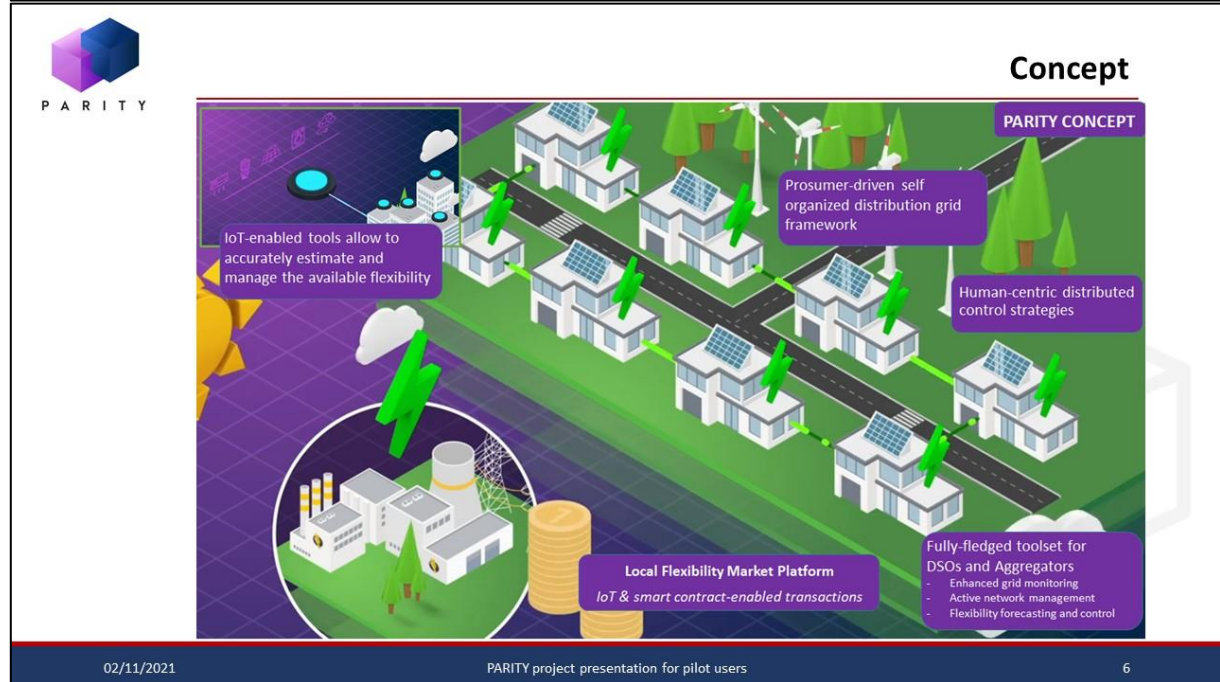 PARITY
Concept
PARITY CONCEPT
Prosumer-driven self
organized distribution grid
framework
IoT-enabled tools allow to
accurately estimate and
manage the available flexibility
Human-centric distributed
control strategies
Local Flexibility Market Platform
IoT & smart contract-enabled transactions
Fully-fledged toolset for
DSOs and Aggregators
- Enhanced grid monitoring
- Active network management
- Flexibility forecasting and control
02/11/2021
PARITY project presentation for pilot users
6